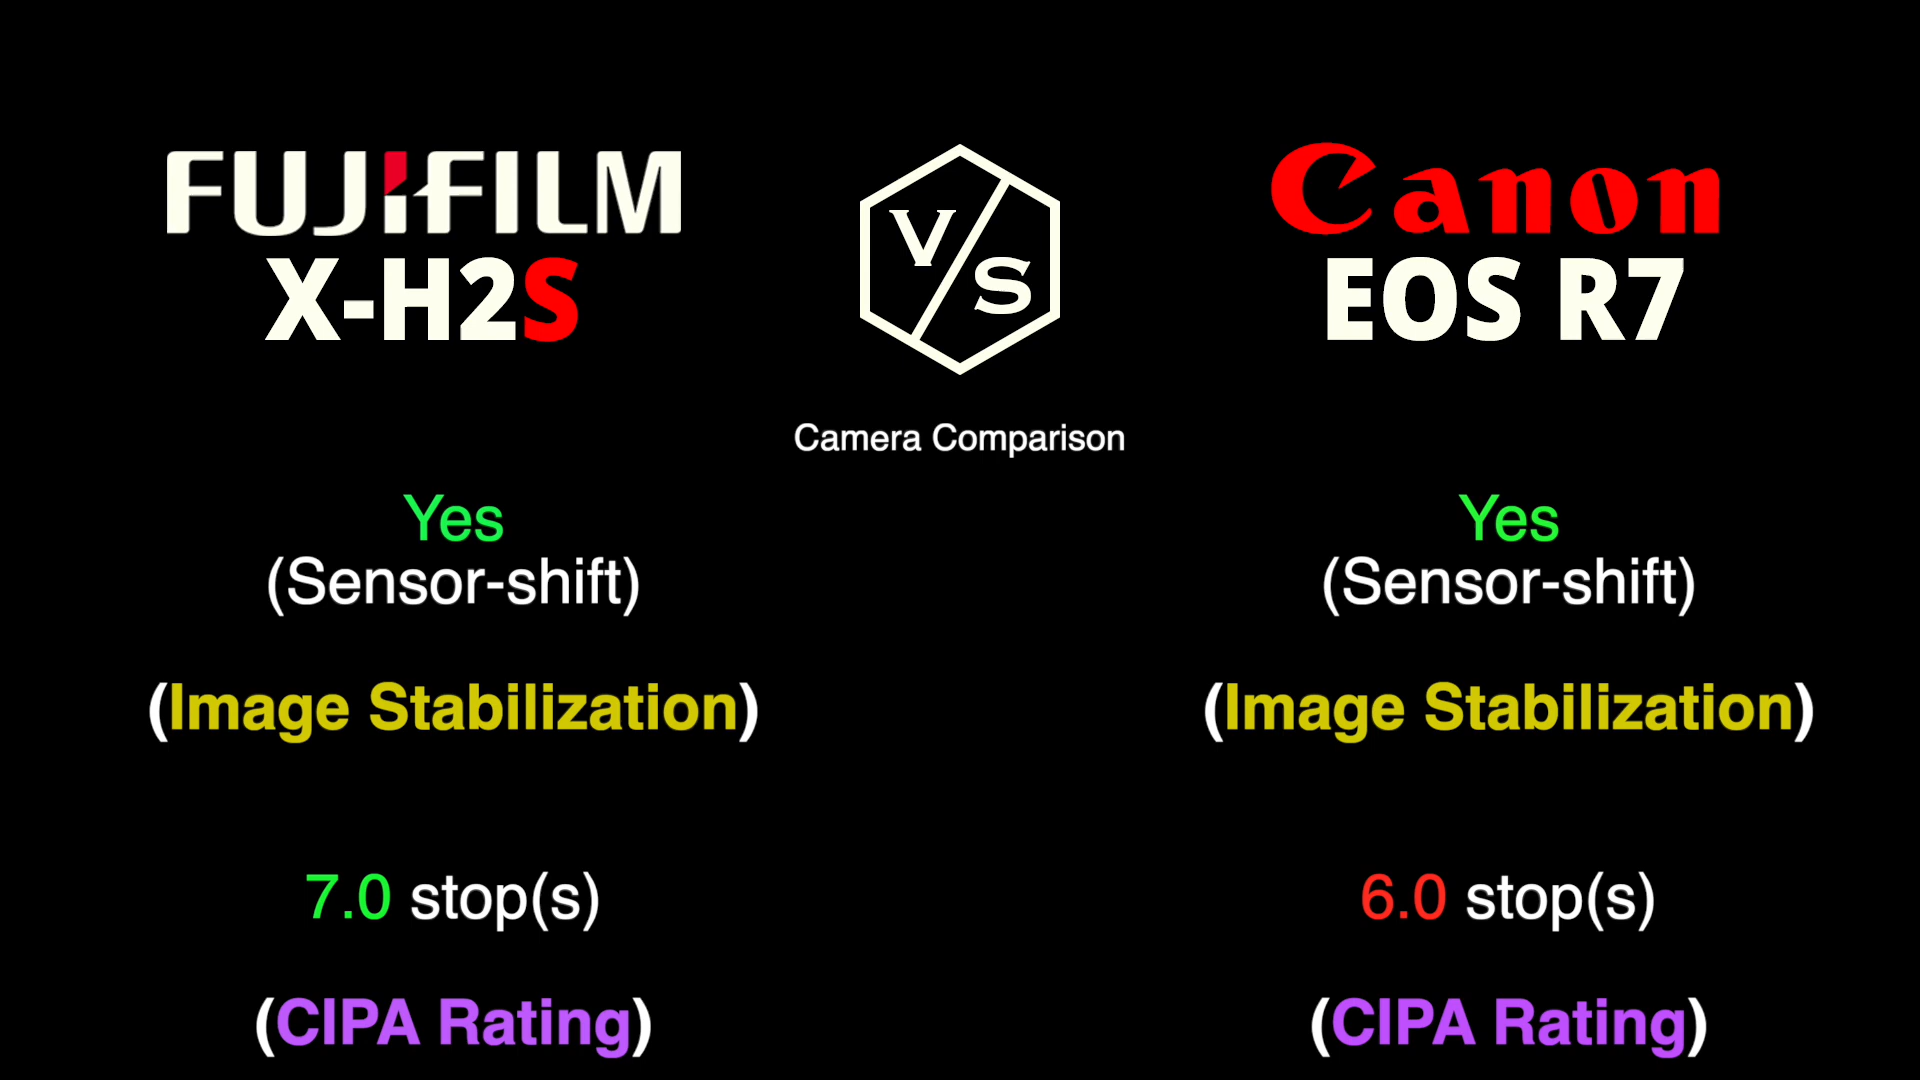 FUJIFILM
X-H2S
VS
Canon
EOS R7
Camera Comparison
Yes
(Sensor-shift)
(Image Stabilization)
7.0 stop(s)
(CIPA Rating)
Yes
(Sensor-shift)
(Image Stabilization)
6.0 stop(s)
(CIPA Rating)